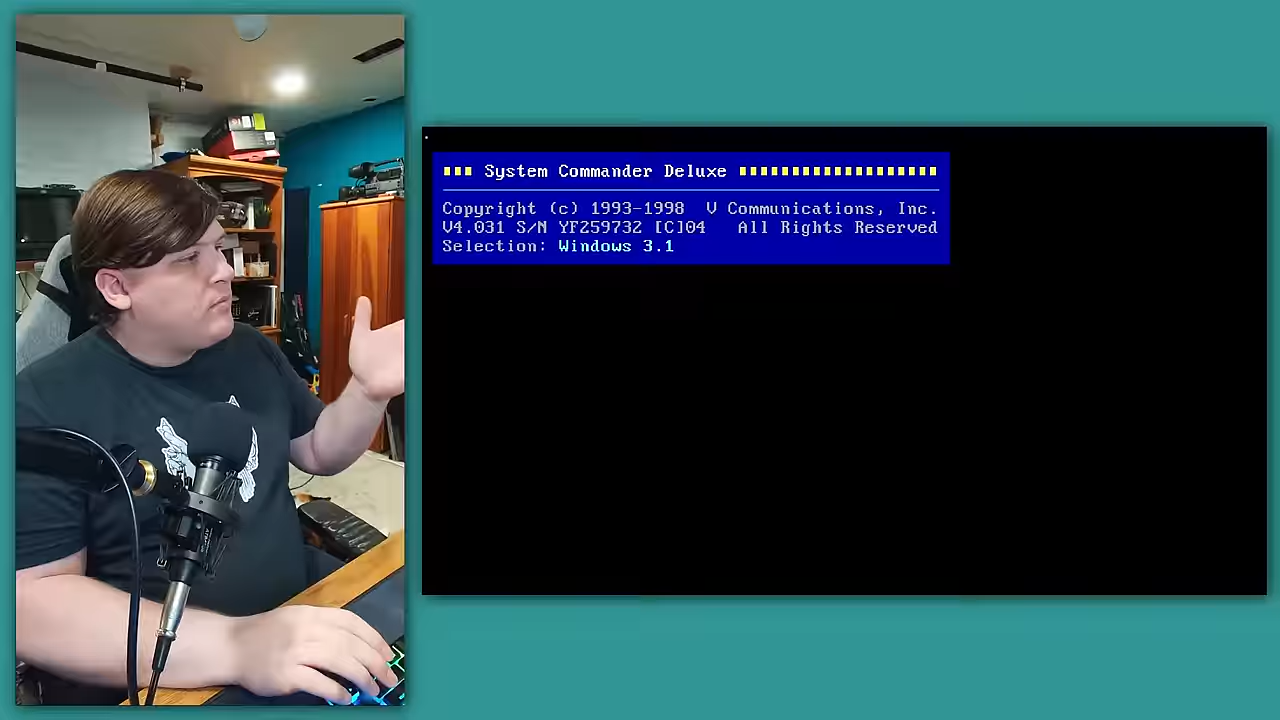 System Commander Deluxe
Copyright (c) 1993-1998 V Communications, Inc.
V4.031 S/N YF259732 [C]04 All Rights Reserved
Selection: Windows 3.1